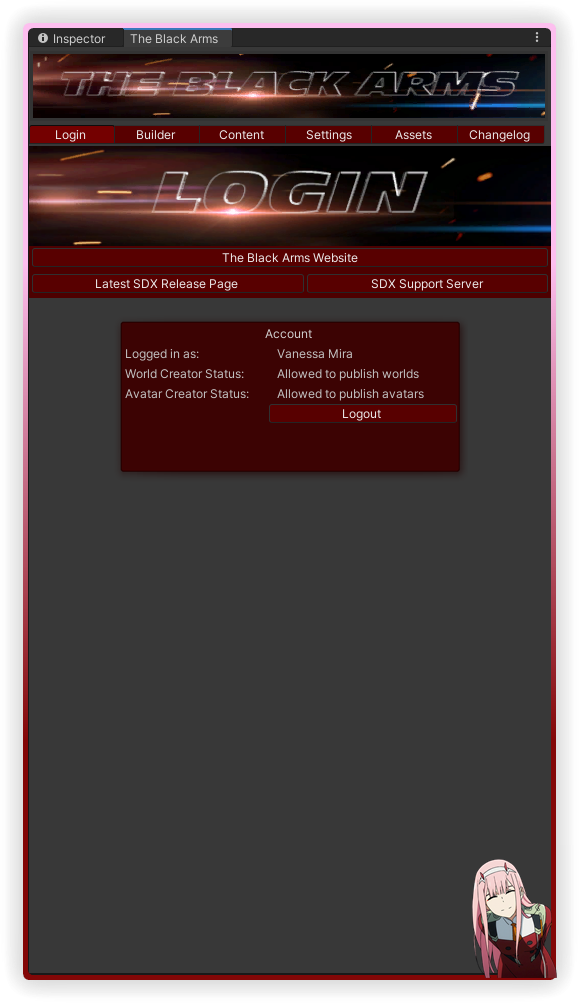 Inspector
The Black Arms
THE BLACK ARMS
Login
Builder
Content
Settings
Assets
Changelog
LOGIN
The Black Arms Website
Latest SDX Release Page
SDX Support Server
Account
Logged in as: Vanessa Mira
World Creator Status: Allowed to publish worlds
Avatar Creator Status: Allowed to publish avatars
Logout